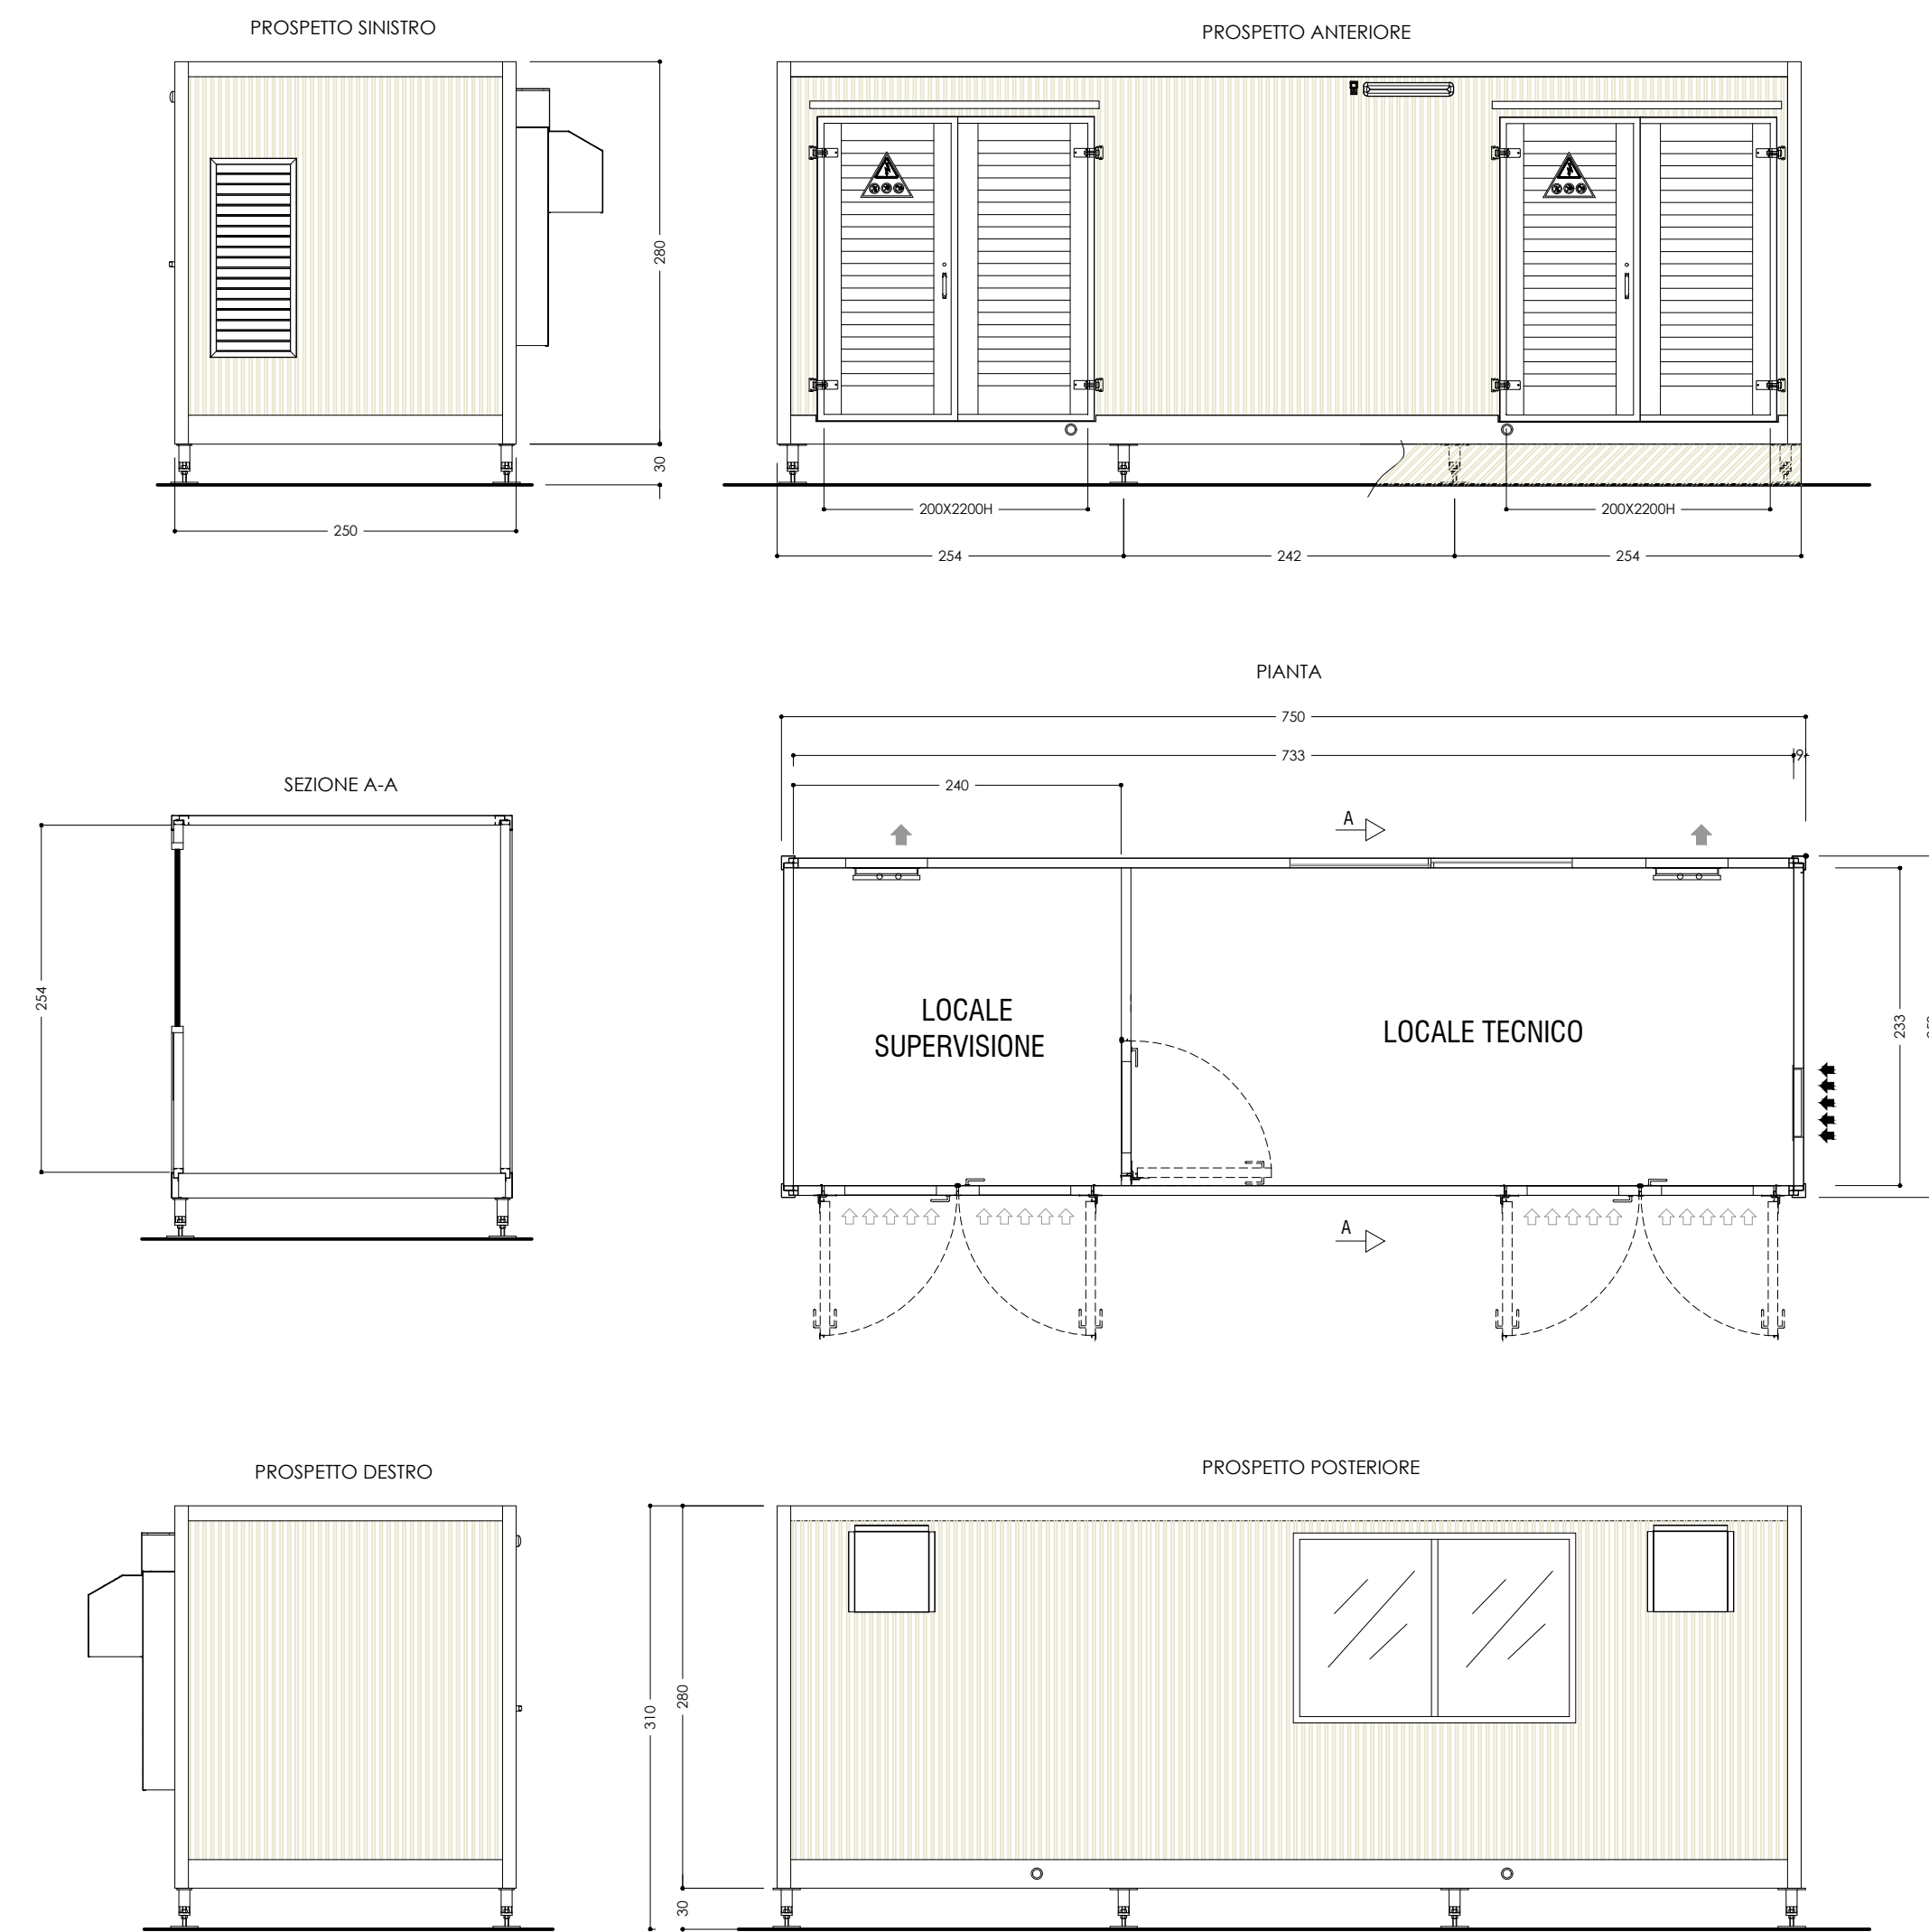 PROSPETTO SINISTRO
PROSPETTO ANTERIORE
280
30
250
200X2200H
200X2200H
254
242
254
PIANTA
750
733
9
240
SEZIONE A-A
A
254
LOCALE
SUPERVISIONE
LOCALE TECNICO
233
A
PROSPETTO DESTRO
PROSPETTO POSTERIORE
310
280
30